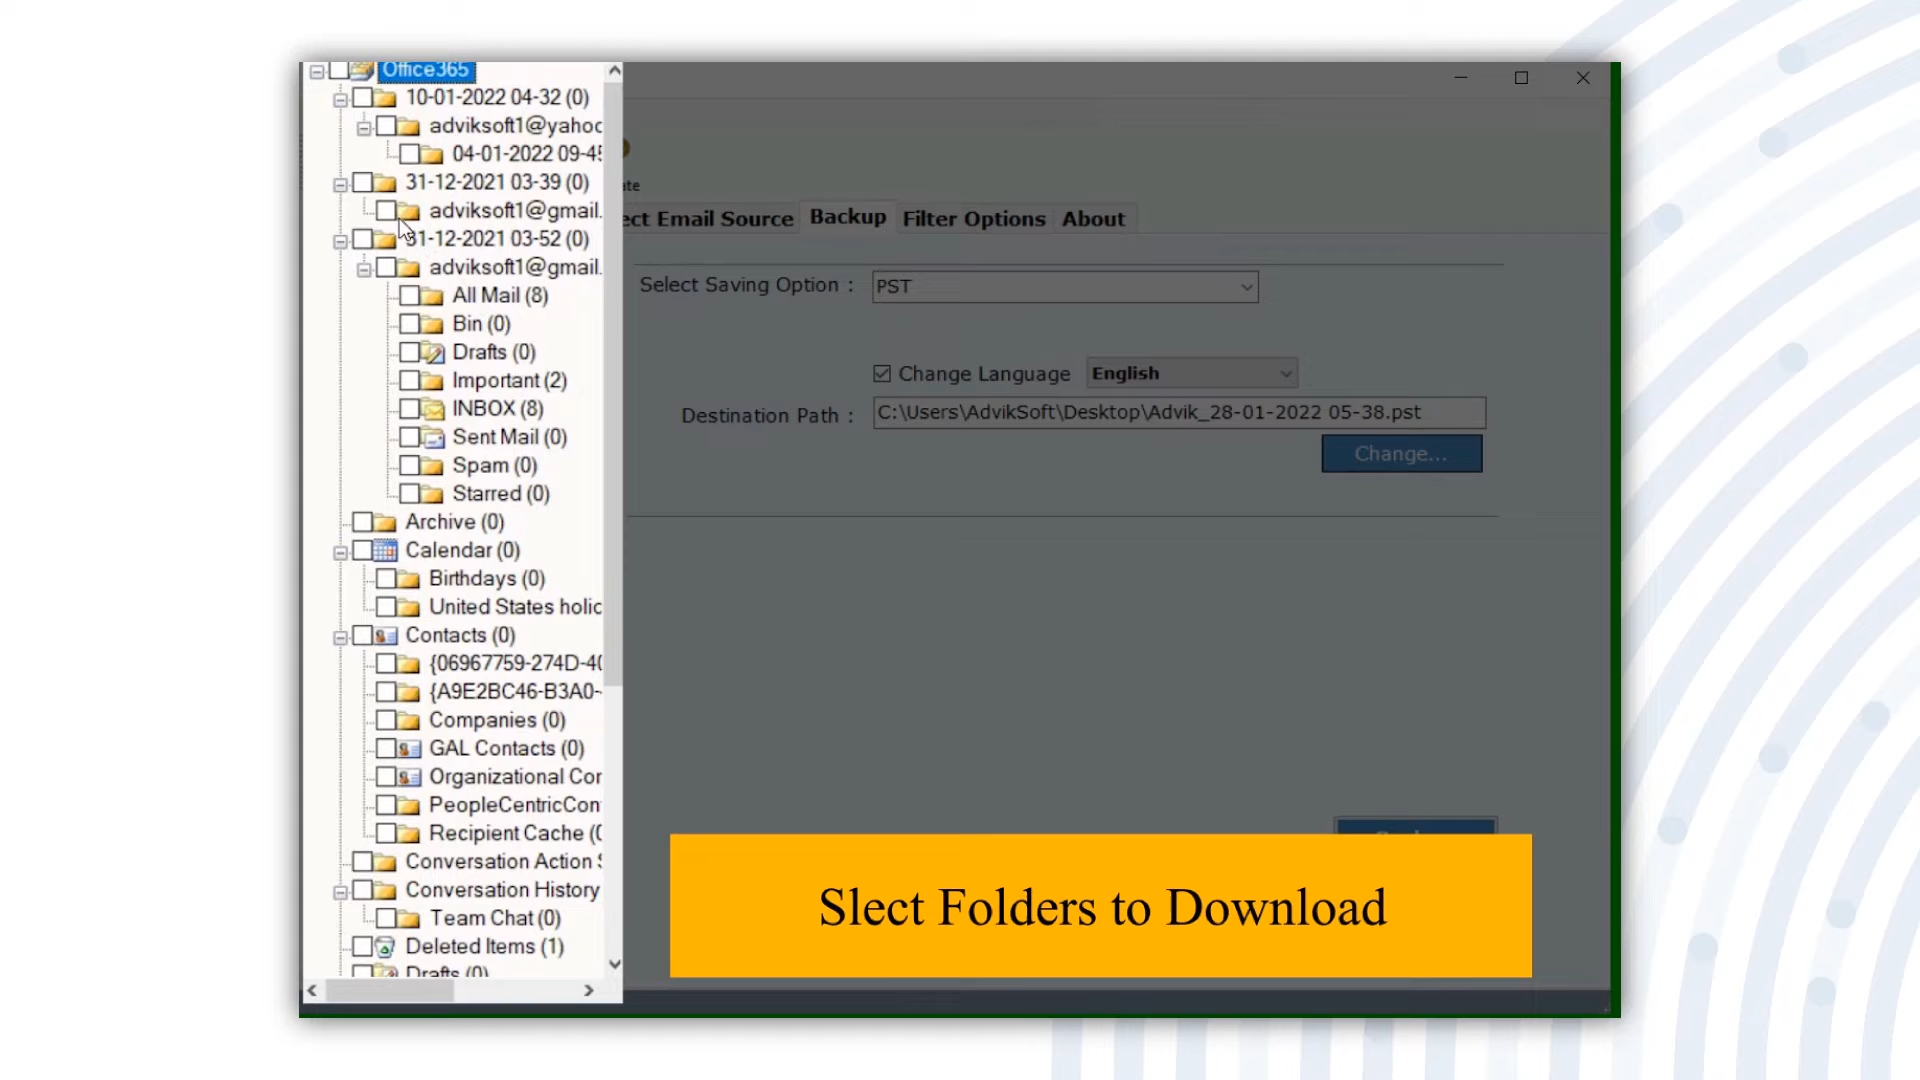 Office365
10-01-2022 04-32 (0)
adviksoft1@yahoo
04-01-2022 09-45
31-12-2021 03-39 (0)
adviksoft1@gmail.
31-12-2021 03-52 (0)
adviksoft1@gmail.
All Mail (8)
Bin (0)
Drafts (0)
Important (2)
INBOX (8)
Sent Mail (0)
Spam (0)
Starred (0)
Archive (0)
Calendar (0)
Birthdays (0)
United States holic
Contacts (0)
{06967759-274D-40
{A9E2BC46-B3A0-
Companies (0)
GAL Contacts (0)
Organizational Cor
PeopleCentricCon
Recipient Cache (0
Conversation Action S
Conversation History
Team Chat (0)
Deleted Items (1)
Drafts (0)
ate
ect Email Source Backup Filter Options About
Select Saving Option : PST
Change Language English
Destination Path : C:\Users\AdvikSoft\Desktop\Advik_28-01-2022 05-38.pst
Change...
Slect Folders to Download